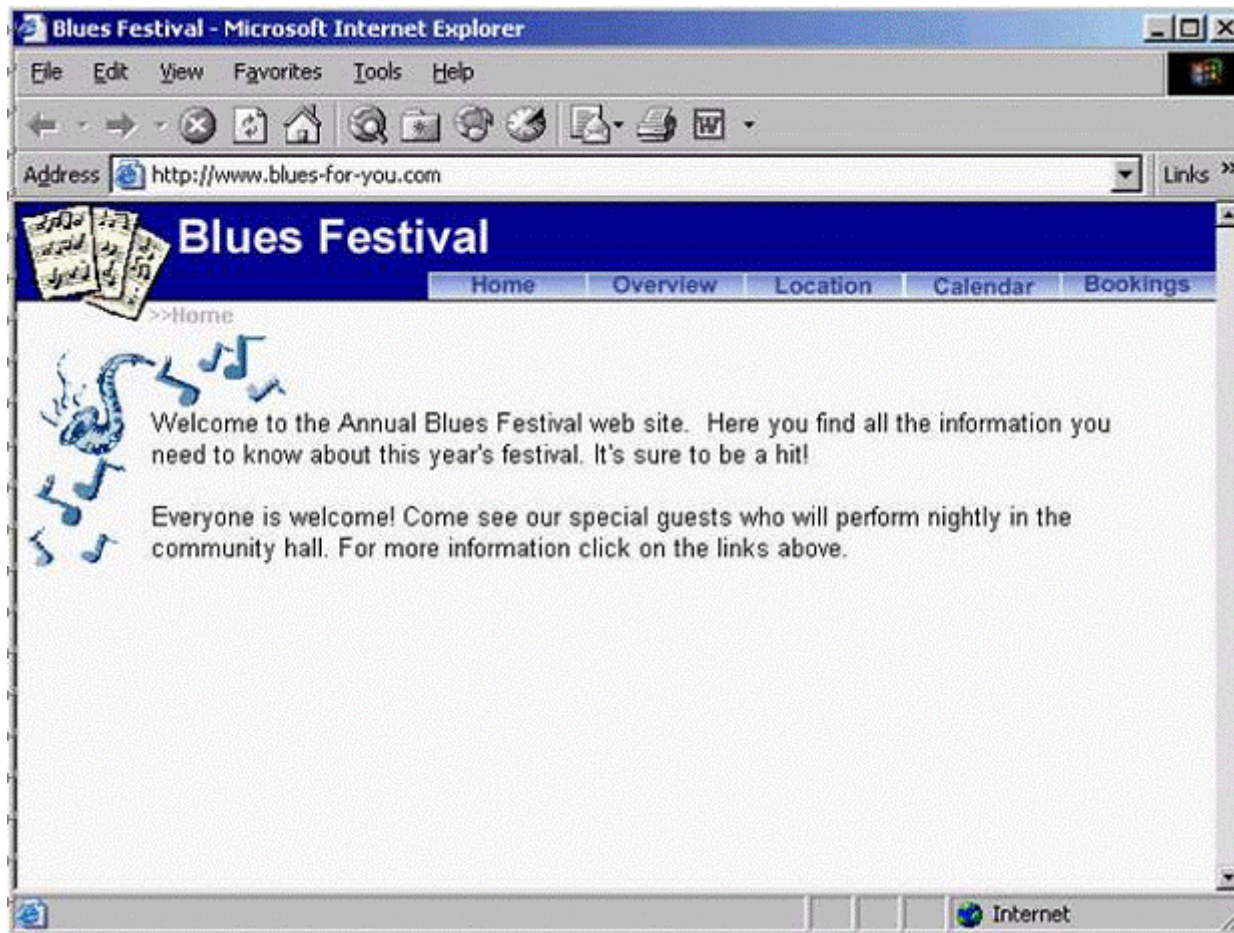 Blues Festival - Microsoft Internet Explorer
File Edit View Favorites Tools Help
Address http://www.blues-for-you.com Links »
Blues Festival
Home Overview Location Calendar Bookings
>>Home
Welcome to the Annual Blues Festival web site. Here you find all the information you
need to know about this year's festival. It's sure to be a hit!
Everyone is welcome! Come see our special guests who will perform nightly in the
community hall. For more information click on the links above.
Internet